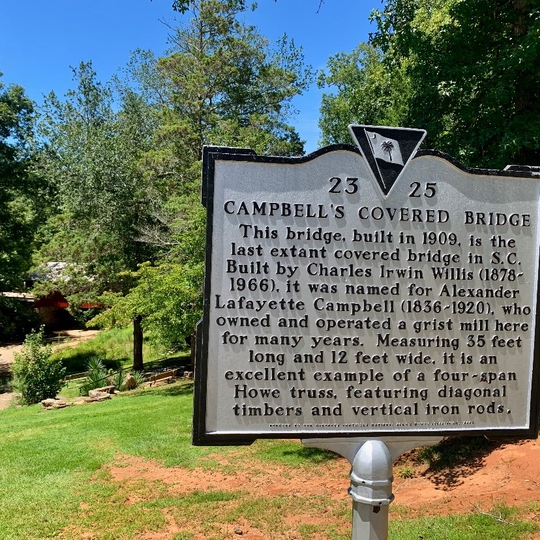 23 25
CAMPBELL'S COVERED BRIDGE
This bridge, built in 1909, is the
last extant covered bridge in S.C.
Built by Charles Irwin Willis (1878-
1966), it was named for Alexander
Lafayette Campbell (1836-1920), who
owned and operated a grist mill here
for many years. Measuring 35 feet
long and 12 feet wide, it is an
excellent example of a four-span
Howe truss, featuring diagonal
timbers and vertical iron rods.